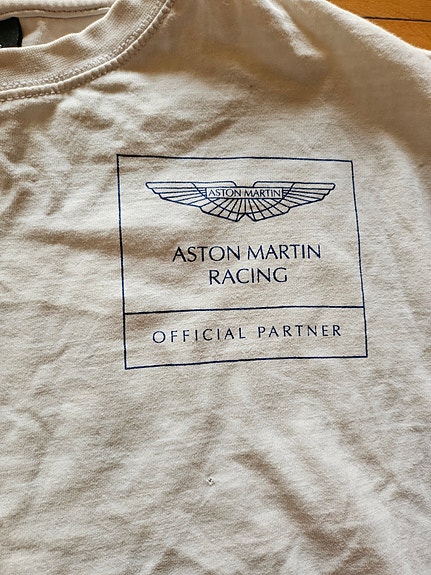 ASTON MARTIN
ASTON MARTIN
RACING
OFFICIAL PARTNER